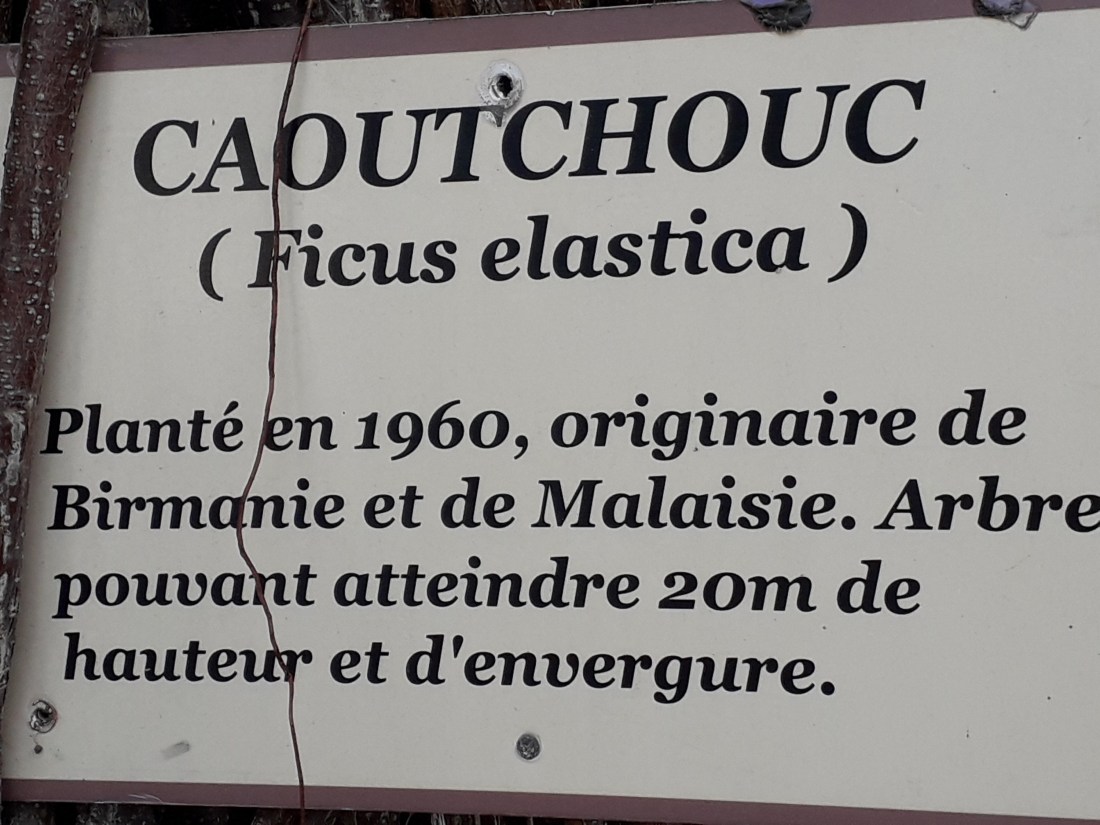 CAOUTCHOUC
( Ficus elastica )
Planté en 1960, originaire de
Birmanie et de Malaisie. Arbre
pouvant atteindre 20m de
hauteur et d'envergure.